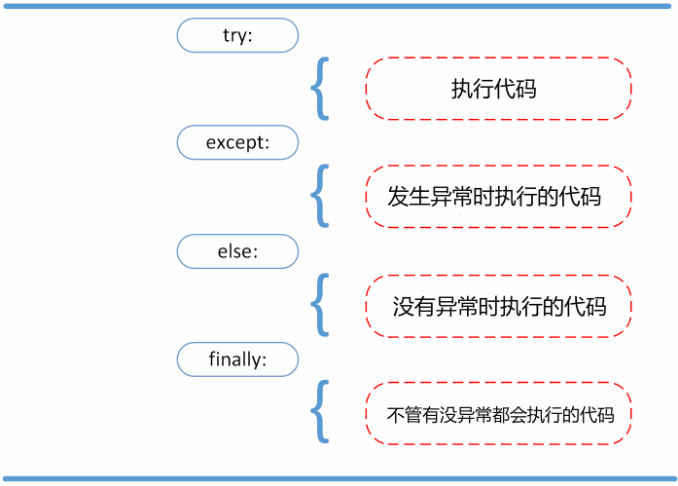 try:
执行代码
except:
发生异常时执行的代码
else:
没有异常时执行的代码
finally:
不管有没异常都会执行的代码